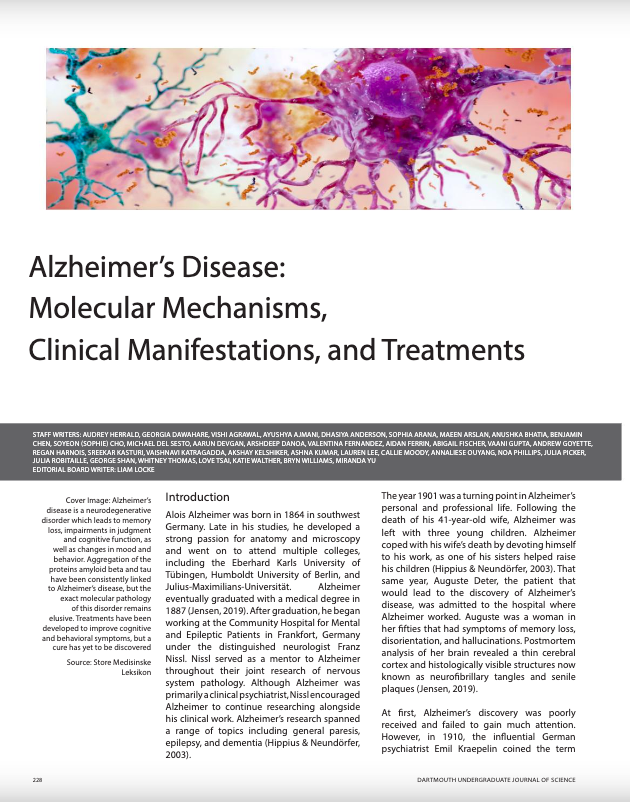 Alzheimer's Disease:
Molecular Mechanisms,
Clinical Manifestations, and Treatments
STAFF WRITERS: AUDREY HERRALD, GEORGIA DAWAHARE, VISHI AGRAWAL, AYUSHYA AJMANI, DHASIYA ANDERSON, SOPHIA ARANA, MAEEN ARSLAN, ANUSHKA BHATIA, BENJAMIN
CHEN, SOYEON (SOPHIE) CHO, MICHAEL DEL SESTO, AARUN DEVGAN, ARSHDEEP DANOA, VALENTINA FERNANDEZ, AIDAN FERRIN, ABIGAIL FISCHER, VAANI GUPTA, ANDREW GOYETTE,
REGAN HARNOIS, SREEKAR KASTURI, VAISHNAVI KATRAGADDA, AKSHAY KELSHIKER, ASHNA KUMAR, LAUREN LEE, CALLIE MOODY, ANNALIESE OUYANG, NOA PHILLIPS, JULIA PICKER,
JULIA ROBITAILLE, GEORGE SHAN, WHITNEY THOMAS, LOVE TSAI, KATIE WALTHER, BRYN WILLIAMS, MIRANDA YU
EDITORIAL BOARD WRITER: LIAM LOCKE
Cover Image: Alzheimer's
disease is a neurodegenerative
disorder which leads to memory
loss, impairments in judgment
and cognitive function, as
well as changes in mood and
behavior. Aggregation of the
proteins amyloid beta and tau
have been consistently linked
to Alzheimer's disease, but the
exact molecular pathology
of this disorder remains
elusive. Treatments have been
developed to improve cognitive
and behavioral symptoms, but a
cure has yet to be discovered
Source: Store Medisinske
Leksikon
Introduction
Alois Alzheimer was born in 1864 in southwest
Germany. Late in his studies, he developed a
strong passion for anatomy and microscopy
and went on to attend multiple colleges,
including the Eberhard Karls University of
Tübingen, Humboldt University of Berlin, and
Julius-Maximilians-Universität. Alzheimer
eventually graduated with a medical degree in
1887 (Jensen, 2019). After graduation, he began
working at the Community Hospital for Mental
and Epileptic Patients in Frankfort, Germany
under the distinguished neurologist Franz
Nissl. Nissl served as a mentor to Alzheimer
throughout their joint research of nervous
system pathology. Although Alzheimer was
primarily a clinical psychiatrist, Nissl encouraged
Alzheimer to continue researching alongside
his clinical work. Alzheimer's research spanned
a range of topics including general paresis,
epilepsy, and dementia (Hippius & Neundörfer,
2003).
The year 1901 was a turning point in Alzheimer's
personal and professional life. Following the
death of his 41-year-old wife, Alzheimer was
left with three young children. Alzheimer
coped with his wife's death by devoting himself
to his work, as one of his sisters helped raise
his children (Hippius & Neundörfer, 2003). That
same year, Auguste Deter, the patient that
would lead to the discovery of Alzheimer's
disease, was admitted to the hospital where
Alzheimer worked. Auguste was a woman in
her fifties that had symptoms of memory loss,
disorientation, and hallucinations. Postmortem
analysis of her brain revealed a thin cerebral
cortex and histologically visible structures now
known as neurofibrillary tangles and senile
plaques (Jensen, 2019).
At first, Alzheimer's discovery was poorly
received and failed to gain much attention.
However, in 1910, the influential German
psychiatrist Emil Kraepelin coined the term
228
DARTMOUTH UNDERGRADUATE JOURNAL OF SCIENCE